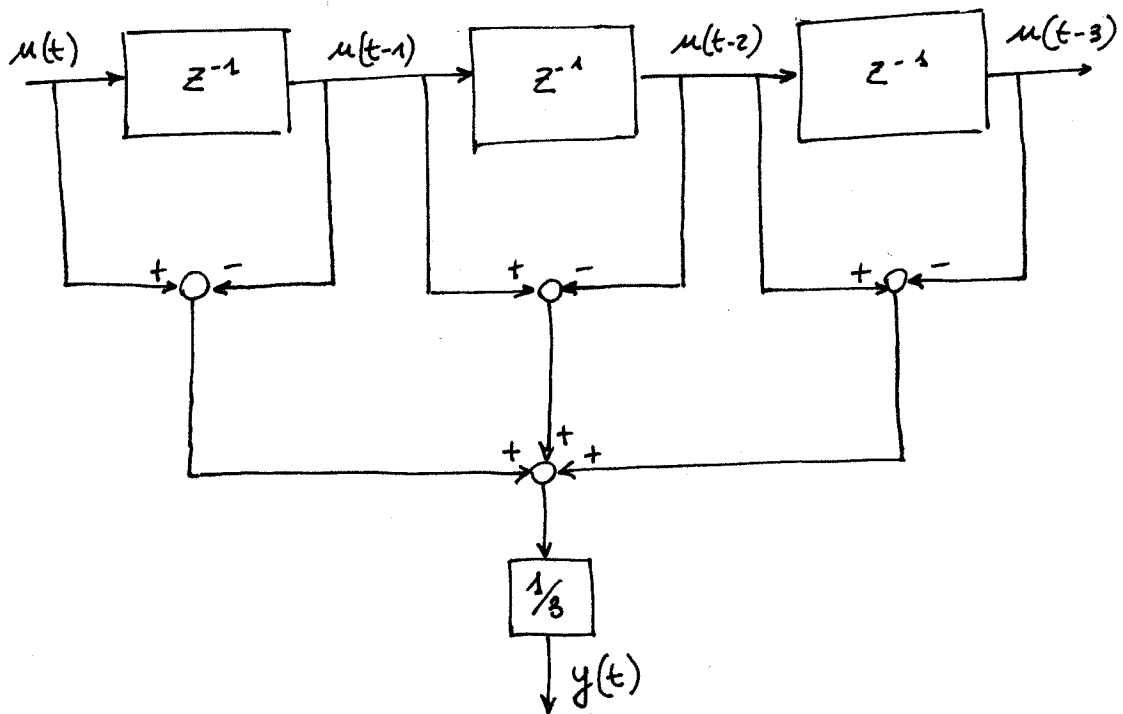 u(t) z⁻¹ u(t-1) z⁻¹ u(t-2) z⁻¹ u(t-3)
+ − + − + −
+ + +
1/3
y(t)